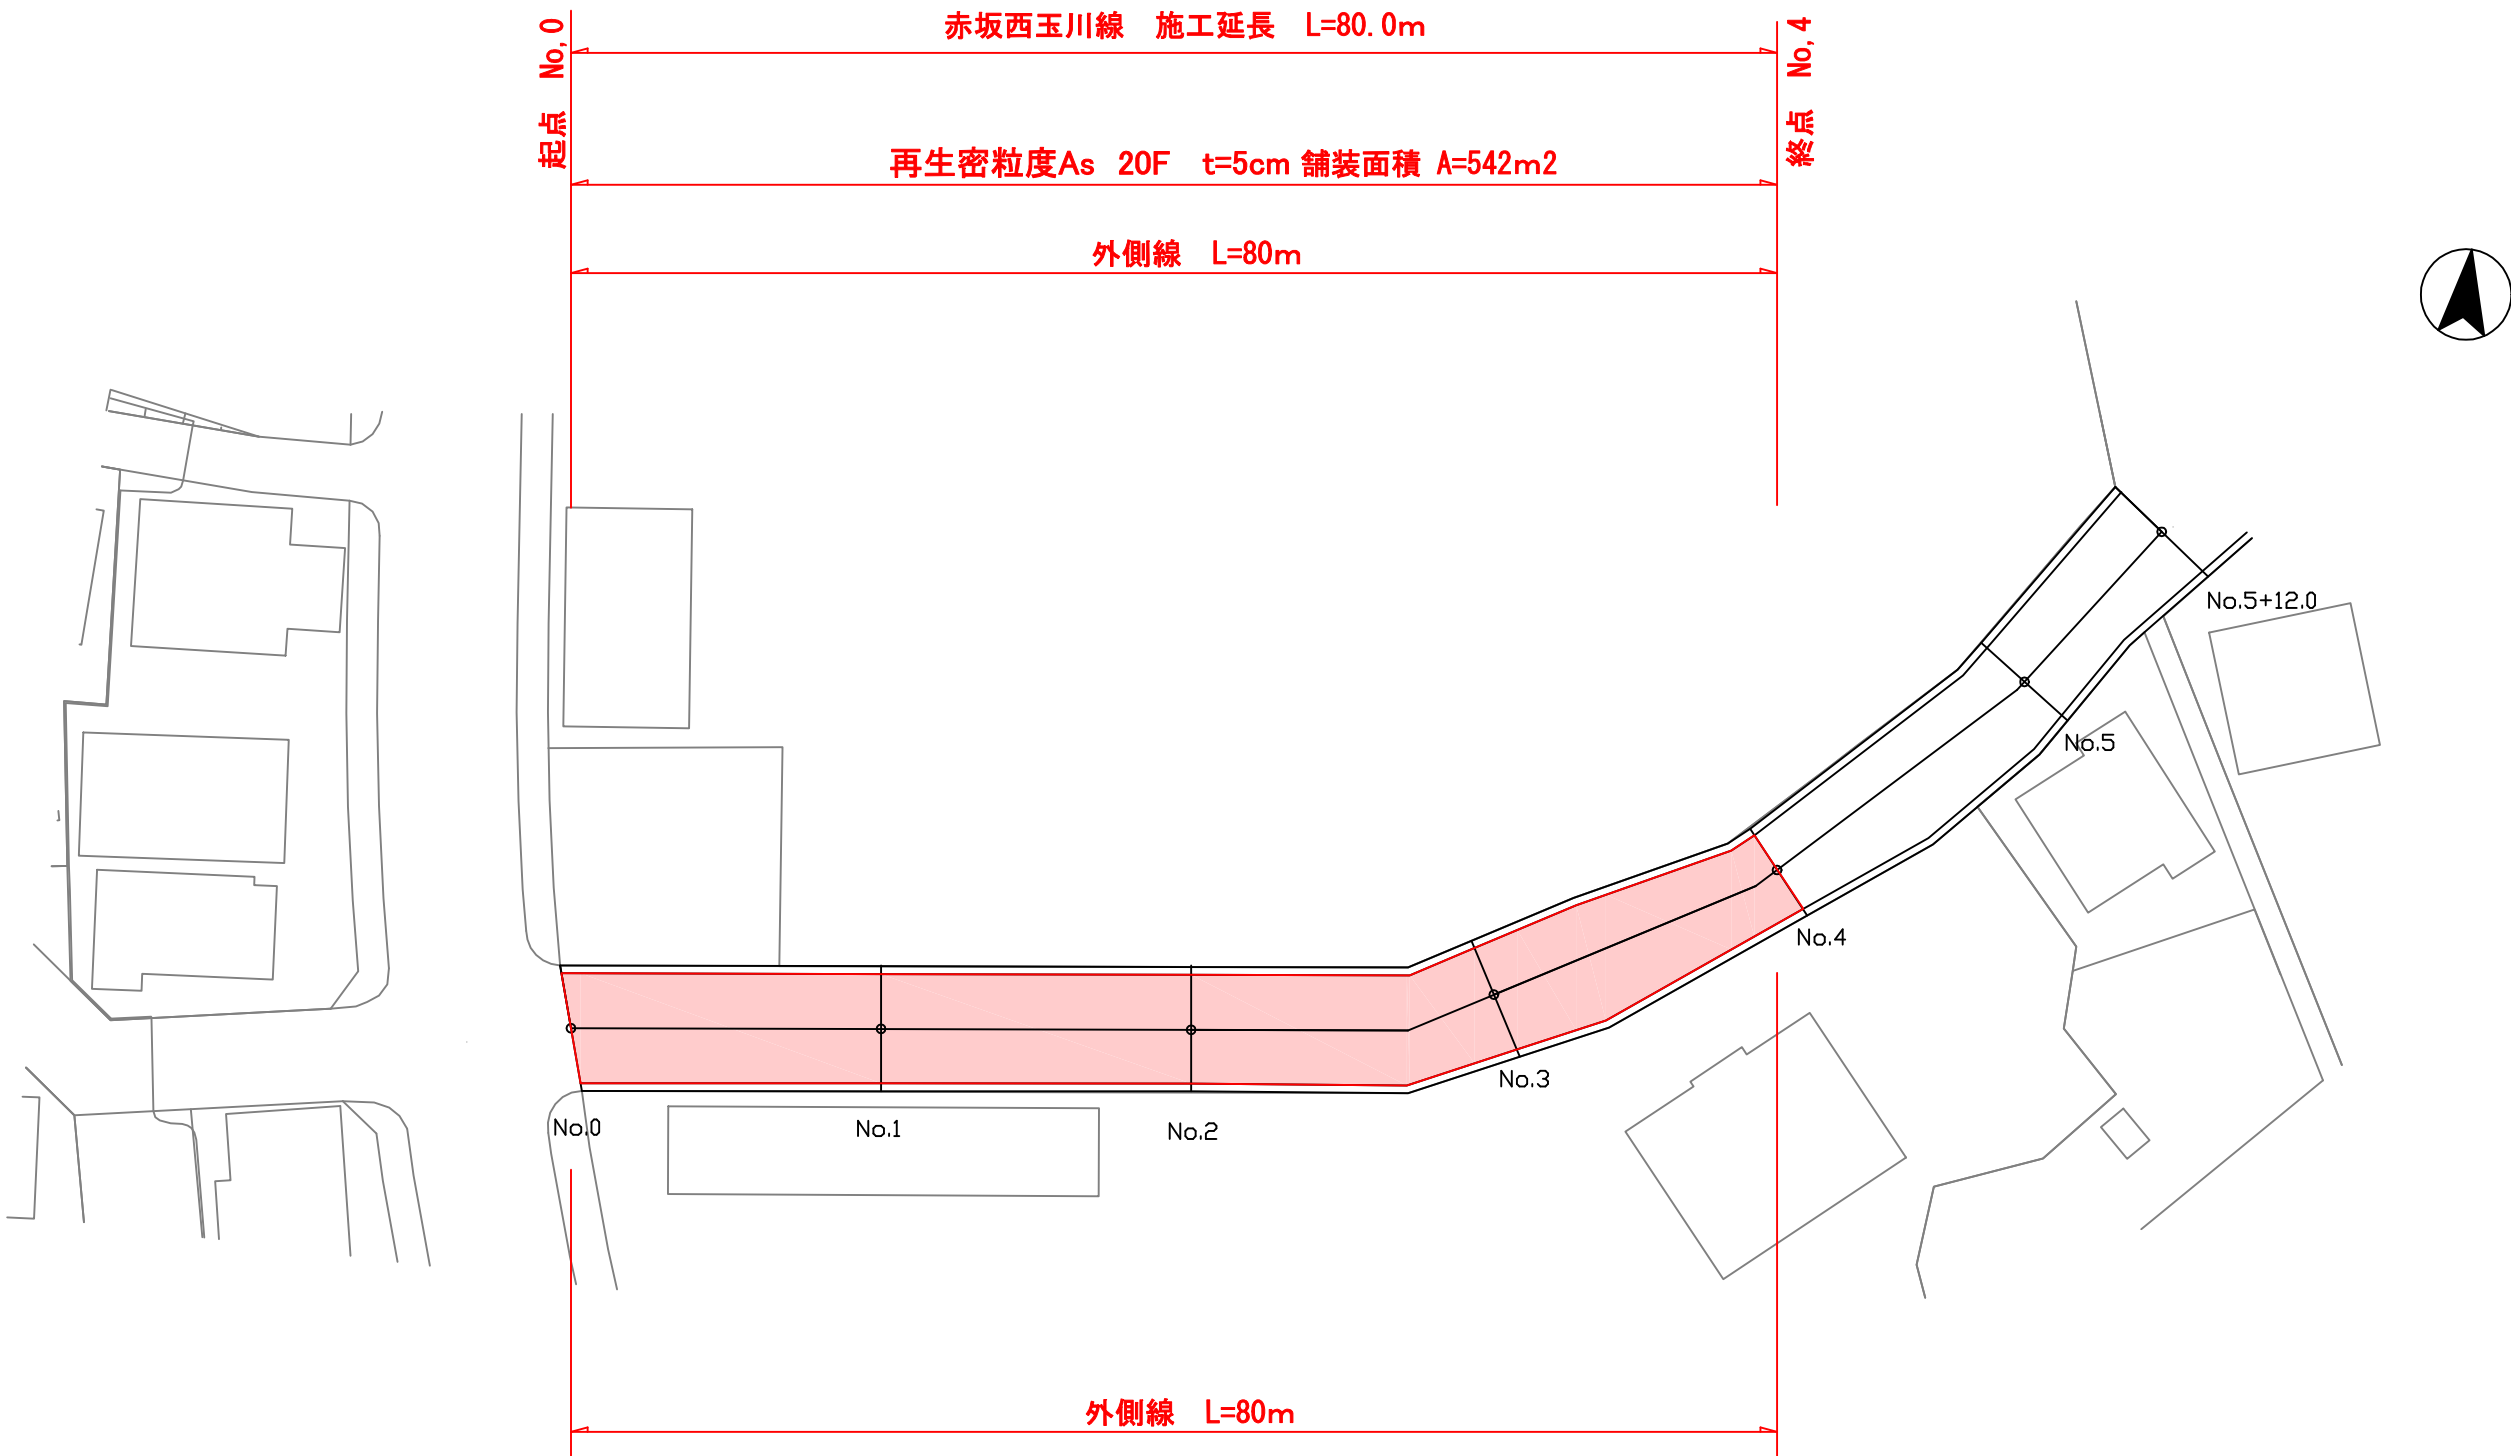 赤坂西玉川線　施工延長　L=80.0m
起点　No,0
終点　No,4
再生密粒度As　20F　t=5cm 舗装面積　A=542m2
外側線　L=80m
No.5+12.0
No.5
No.4
No.3
No.0
No.1
No.2
外側線　L=80m